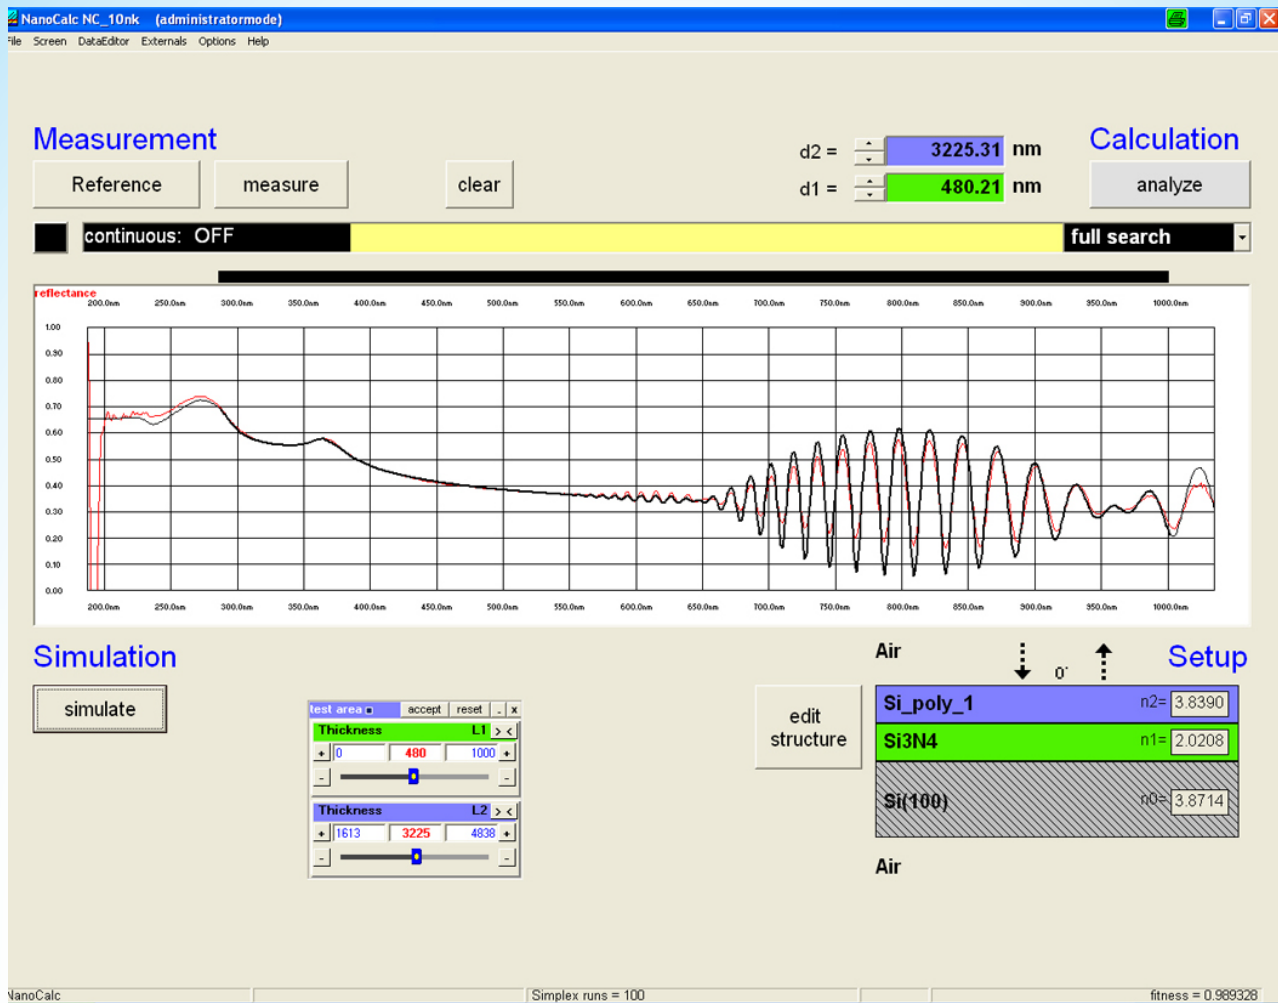 NanoCalc NC_10nk (administratormode)
File Screen DataEditor Externals Options Help
Measurement
Calculation
Reference measure clear
d2 = 3225.31 nm
d1 = 480.21 nm
analyze
continuous: OFF full search
reflectance
200.0nm 250.0nm 300.0nm 350.0nm 400.0nm 450.0nm 500.0nm 550.0nm 600.0nm 650.0nm 700.0nm 750.0nm 800.0nm 850.0nm 900.0nm 950.0nm 1000.0nm
1.00
0.90
0.80
0.70
0.60
0.50
0.40
0.30
0.20
0.10
0.00
200.0nm 250.0nm 300.0nm 350.0nm 400.0nm 450.0nm 500.0nm 550.0nm 600.0nm 650.0nm 700.0nm 750.0nm 800.0nm 850.0nm 900.0nm 950.0nm 1000.0nm
Simulation
simulate
test area accept reset - x
Thickness L1 > <
+ 0 480 1000 +
- -
Thickness L2 > <
+ 1613 3225 4838 +
- -
Air 0° Setup
edit structure
Si_poly_1 n2= 3.8390
Si3N4 n1= 2.0208
Si(100) n0= 3.8714
Air
NanoCalc Simplex runs = 100 fitness = 0.989328